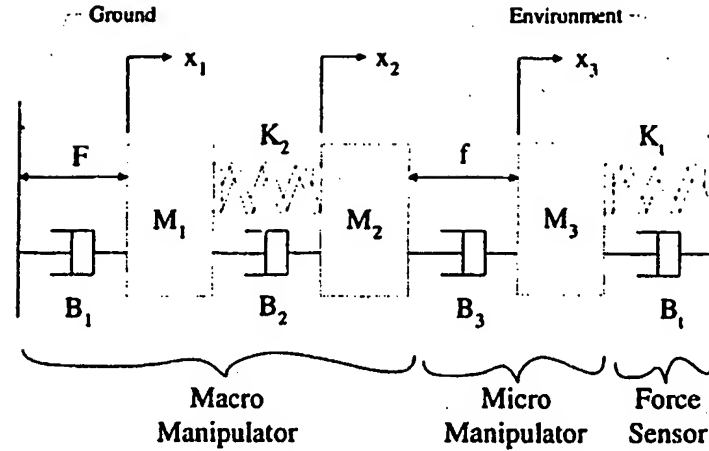 Ground
Environment
x1
x2
x3
F
K2
f
Kt
M1
M2
M3
B1
B2
B3
Bt
Macro
Manipulator
Micro
Manipulator
Force
Sensor